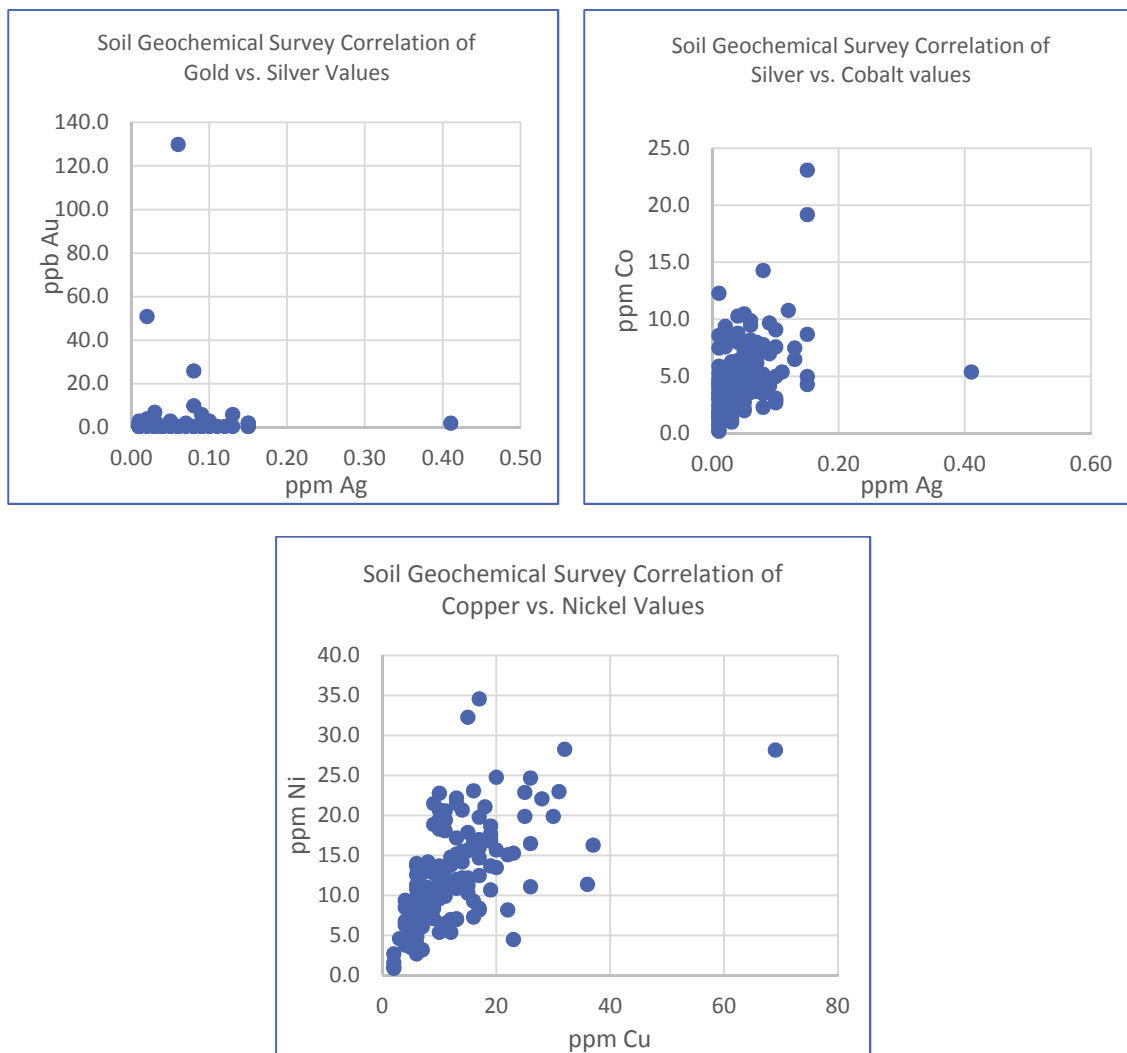 Soil Geochemical Survey Correlation of
Gold vs. Silver Values
140.0
120.0
100.0
80.0
60.0
40.0
20.0
0.0
ppb Au
0.00 0.10 0.20 0.30 0.40 0.50
ppm Ag
Soil Geochemical Survey Correlation of
Silver vs. Cobalt values
25.0
20.0
15.0
10.0
5.0
0.0
ppm Co
0.00 0.20 0.40 0.60
ppm Ag
Soil Geochemical Survey Correlation of
Copper vs. Nickel Values
40.0
35.0
30.0
25.0
20.0
15.0
10.0
5.0
0.0
ppm Ni
0 20 40 60 80
ppm Cu